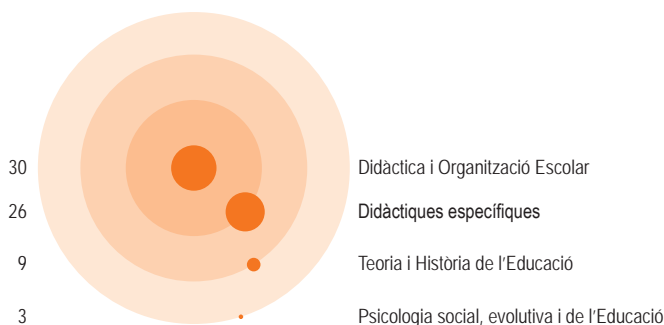 30 Didàctica i Organització Escolar
26 Didàctiques específiques
9 Teoria i Història de l'Educació
3 Psicologia social, evolutiva i de l'Educació